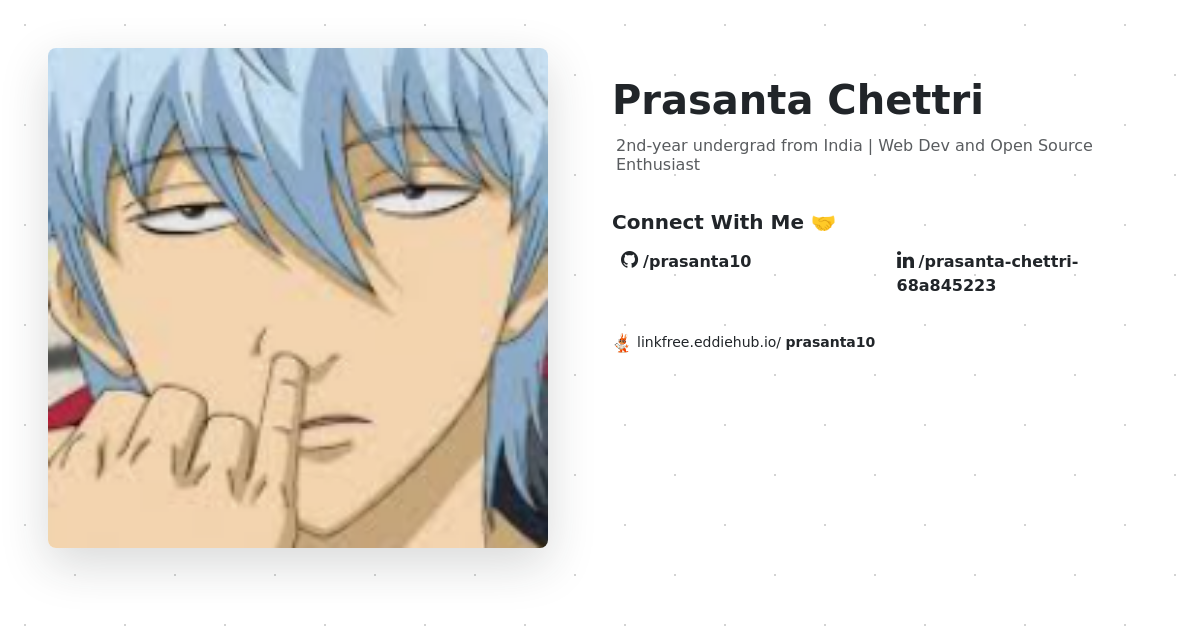 Prasanta Chettri
2nd-year undergrad from India | Web Dev and Open Source
Enthusiast
Connect With Me 🤝
/prasanta10
/prasanta-chettri-
68a845223
linkfree.eddiehub.io/ prasanta10